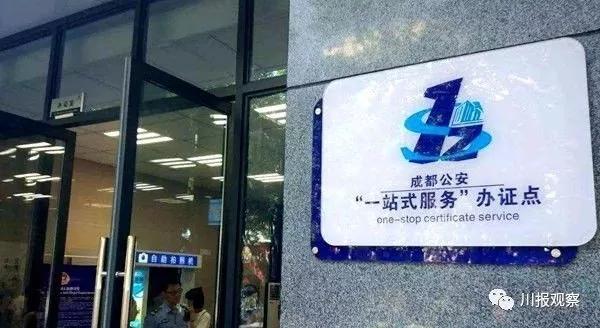 成都公安
“一站式服务”办证点
one-stop certificate service
自助拍照机
川报观察